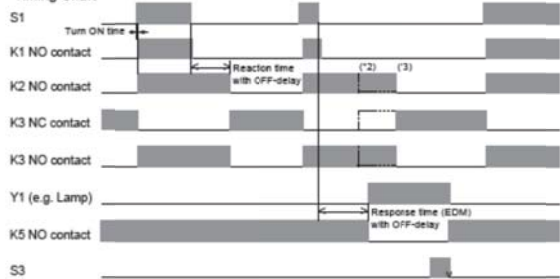 S1
Turn ON time
K1 NO contact
Reaction time
with OFF-delay
(*2) (*3)
K2 NO contact
K3 NC contact
K3 NO contact
Y1 (e.g. Lamp)
Response time (EDM)
with OFF-delay
K5 NO contact
S3